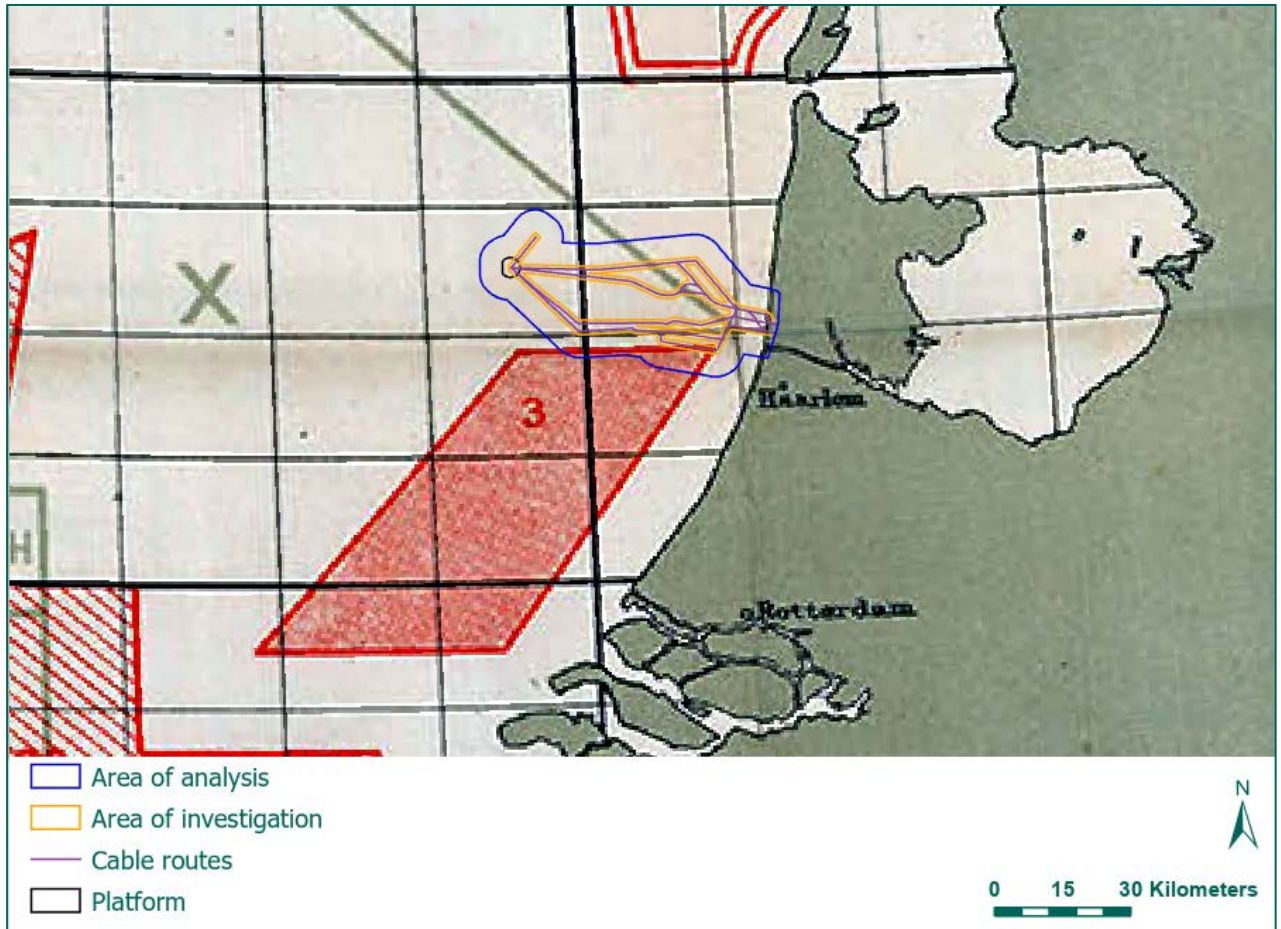 X
3
Haarlem
H
Rotterdam
Area of analysis
Area of investigation
Cable routes
Platform
N
0 15 30 Kilometers